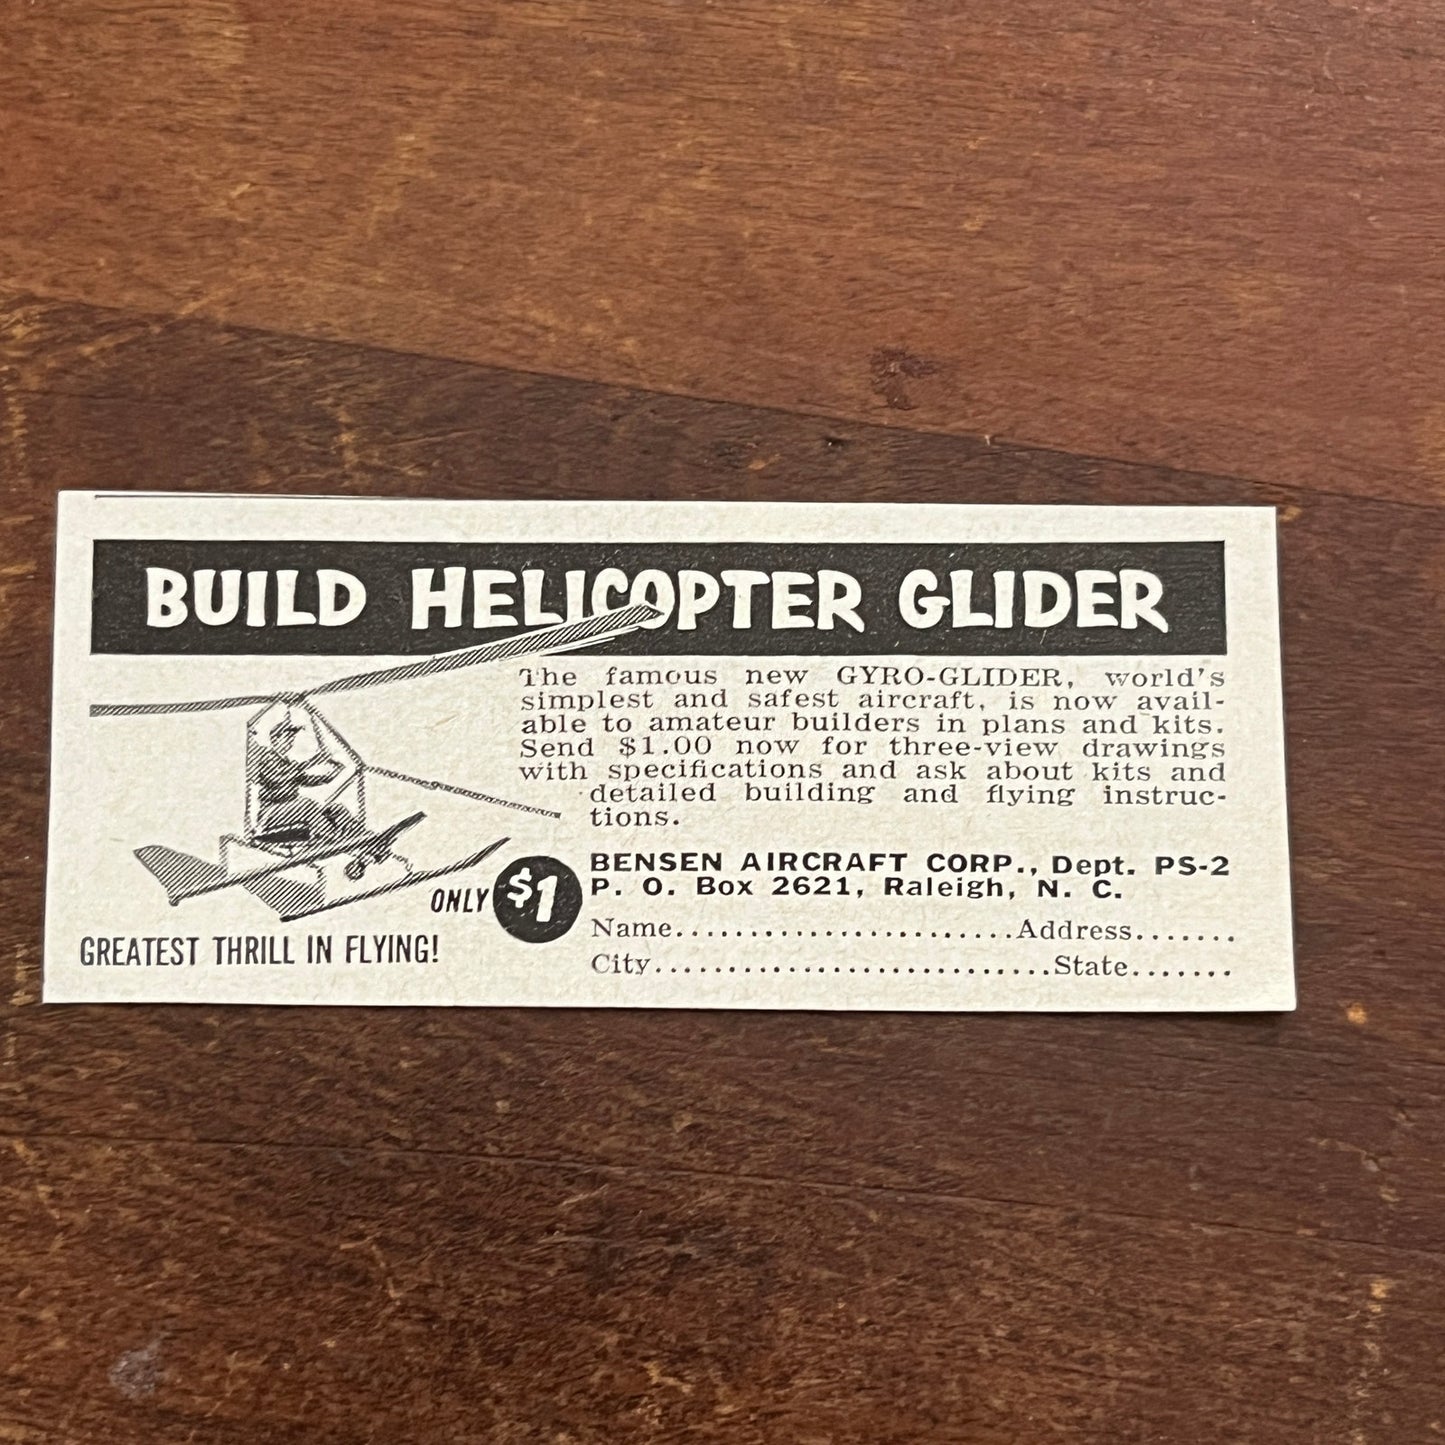 BUILD HELICOPTER GLIDER
The famous new GYRO-GLIDER, world's
simplest and safest aircraft, is now avail-
able to amateur builders in plans and kits.
Send $1.00 now for three-view drawings
with specifications and ask about kits and
detailed building and flying instruc-
tions.
ONLY $1
GREATEST THRILL IN FLYING!
BENSEN AIRCRAFT CORP., Dept. PS-2
P. O. Box 2621, Raleigh, N. C.
Name.......................Address.......
City...........................State.......